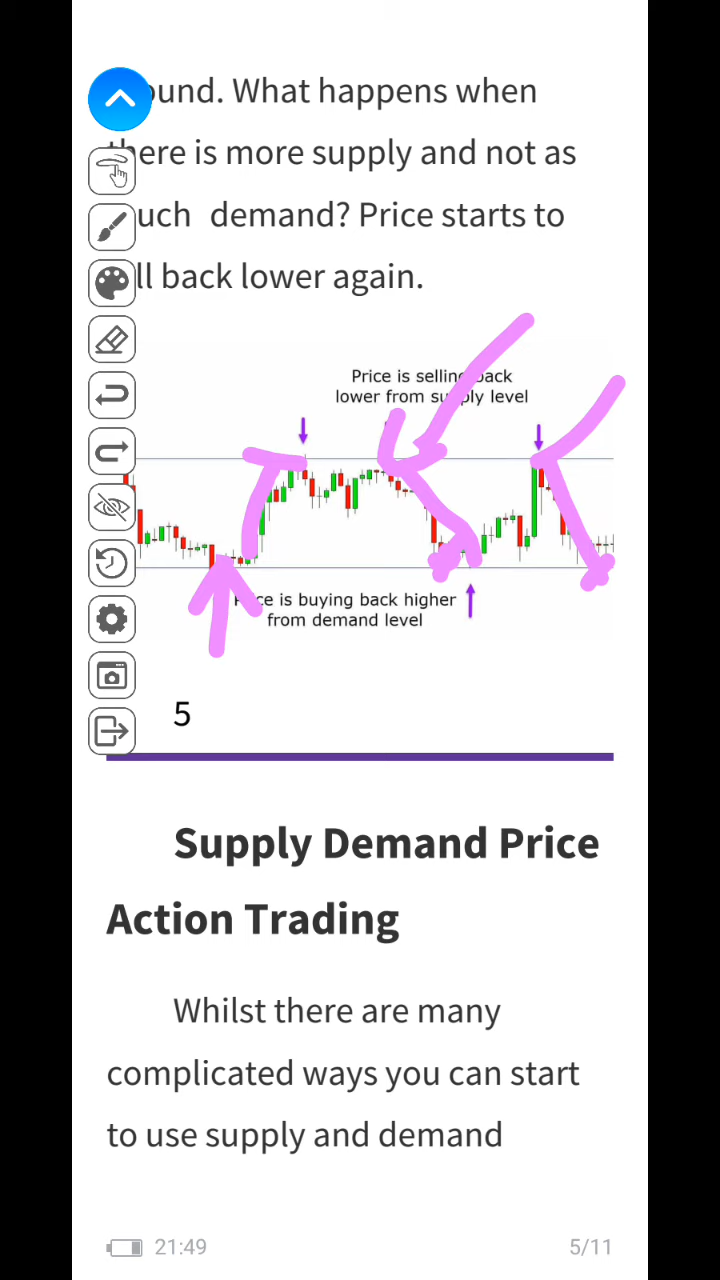 ound. What happens when
there is more supply and not as
uch demand? Price starts to
ll back lower again.
Price is selling back
lower from supply level
Price is buying back higher
from demand level
5
Supply Demand Price
Action Trading
Whilst there are many
complicated ways you can start
to use supply and demand
21:49
5/11